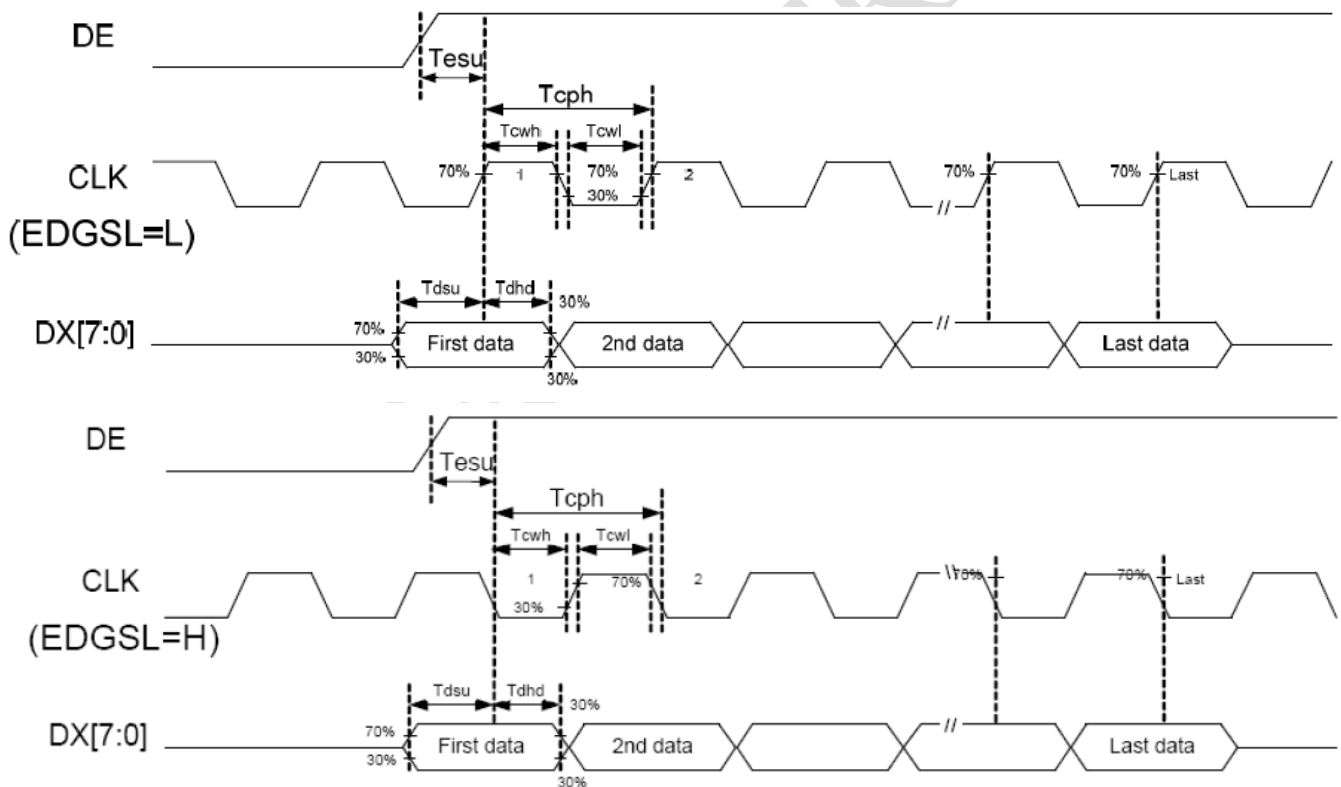 DE
Tesu
Tcph
Tcwh Tcwl
CLK 70% 1 70% 2 70% 70% Last
30%
//
(EDGSL=L)
Tdsu Tdhd 30%
DX[7:0] 70% First data 2nd data // Last data
30%
30%
DE
Tesu
Tcph
Tcwh Tcwl
CLK 1 70% 2 \\ 70% 70% Last
30%
(EDGSL=H)
Tdsu Tdhd 30%
DX[7:0] 70% First data 2nd data // Last data
30%
30%